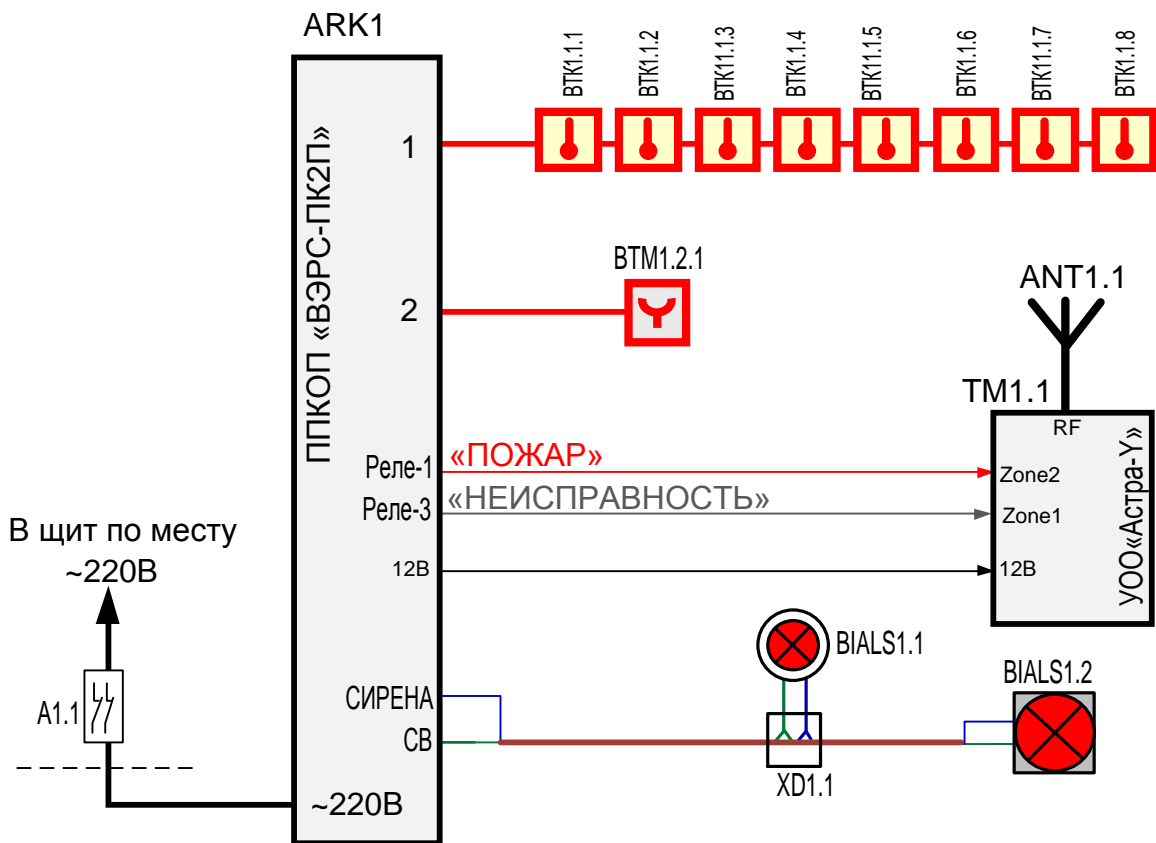 ARK1
ППКОП «ВЭРС-ПК2П»
ВТК1.1.1
ВТК1.1.2
ВТК11.1.3
ВТК1.1.4
ВТК11.1.5
ВТК1.1.6
ВТК11.1.7
ВТК1.1.8
1
2
ВТМ1.2.1
ANT1.1
TM1.1
RF
Реле-1
«ПОЖАР»
Zone2
Реле-3
«НЕИСПРАВНОСТЬ»
Zone1
12В
12В
УОО«Астра-Y»
В щит по месту
~220В
A1.1
BIALS1.1
BIALS1.2
СИРЕНА
СВ
XD1.1
~220В